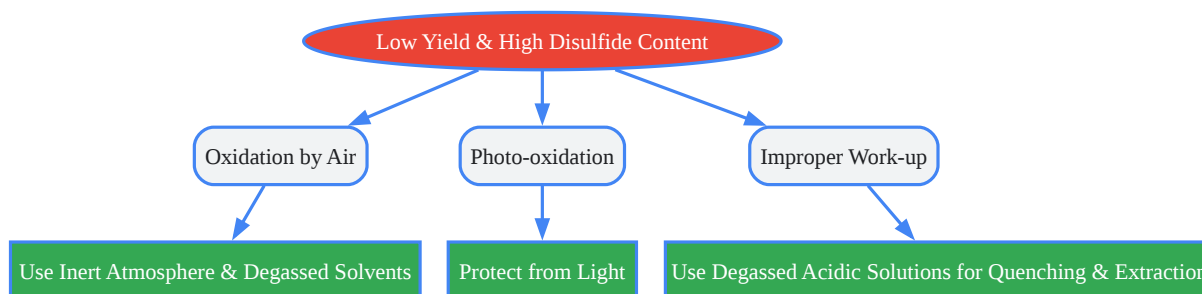 Low Yield & High Disulfide Content
Oxidation by Air
Photo-oxidation
Improper Work-up
Use Inert Atmosphere & Degassed Solvents
Protect from Light
Use Degassed Acidic Solutions for Quenching & Extraction